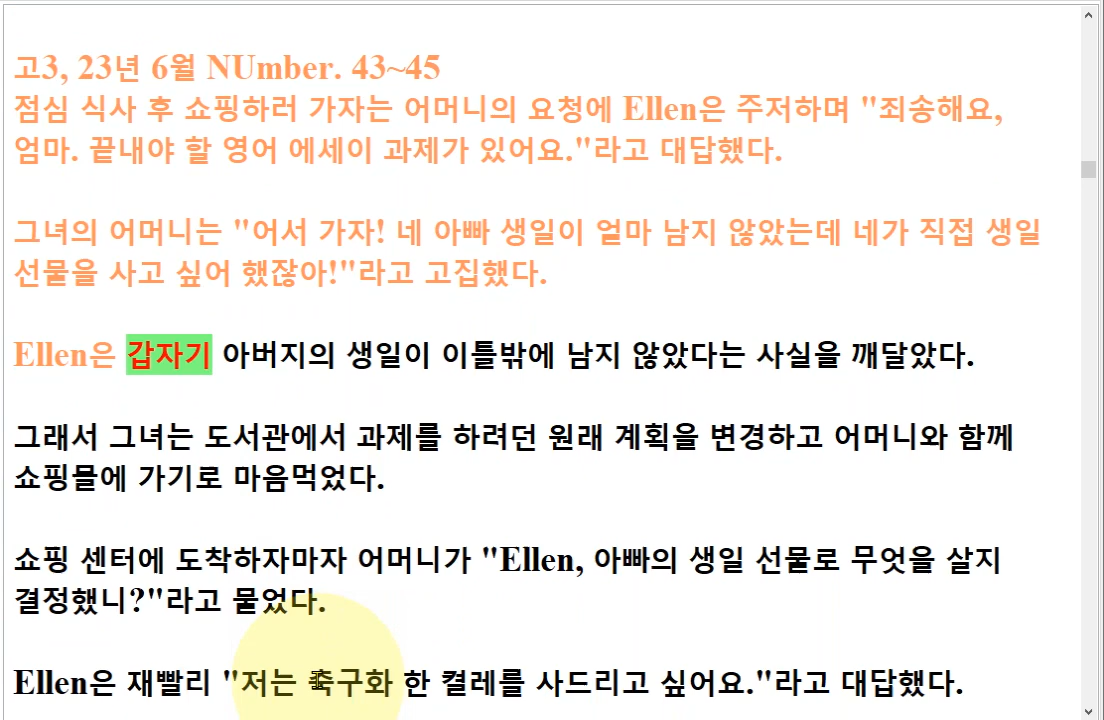 고3, 23년 6월 NUmber. 43~45
점심 식사 후 쇼핑하러 가자는 어머니의 요청에 Ellen은 주저하며 "죄송해요,
엄마. 끝내야 할 영어 에세이 과제가 있어요."라고 대답했다.
그녀의 어머니는 "어서 가자! 네 아빠 생일이 얼마 남지 않았는데 네가 직접 생일
선물을 사고 싶어 했잖아!"라고 고집했다.
Ellen은 갑자기 아버지의 생일이 이틀밖에 남지 않았다는 사실을 깨달았다.
그래서 그녀는 도서관에서 과제를 하려던 원래 계획을 변경하고 어머니와 함께
쇼핑몰에 가기로 마음먹었다.
쇼핑 센터에 도착하자마자 어머니가 "Ellen, 아빠의 생일 선물로 무엇을 살지
결정했니?"라고 물었다.
Ellen은 재빨리 "저는 축구화 한 켤레를 사드리고 싶어요."라고 대답했다.